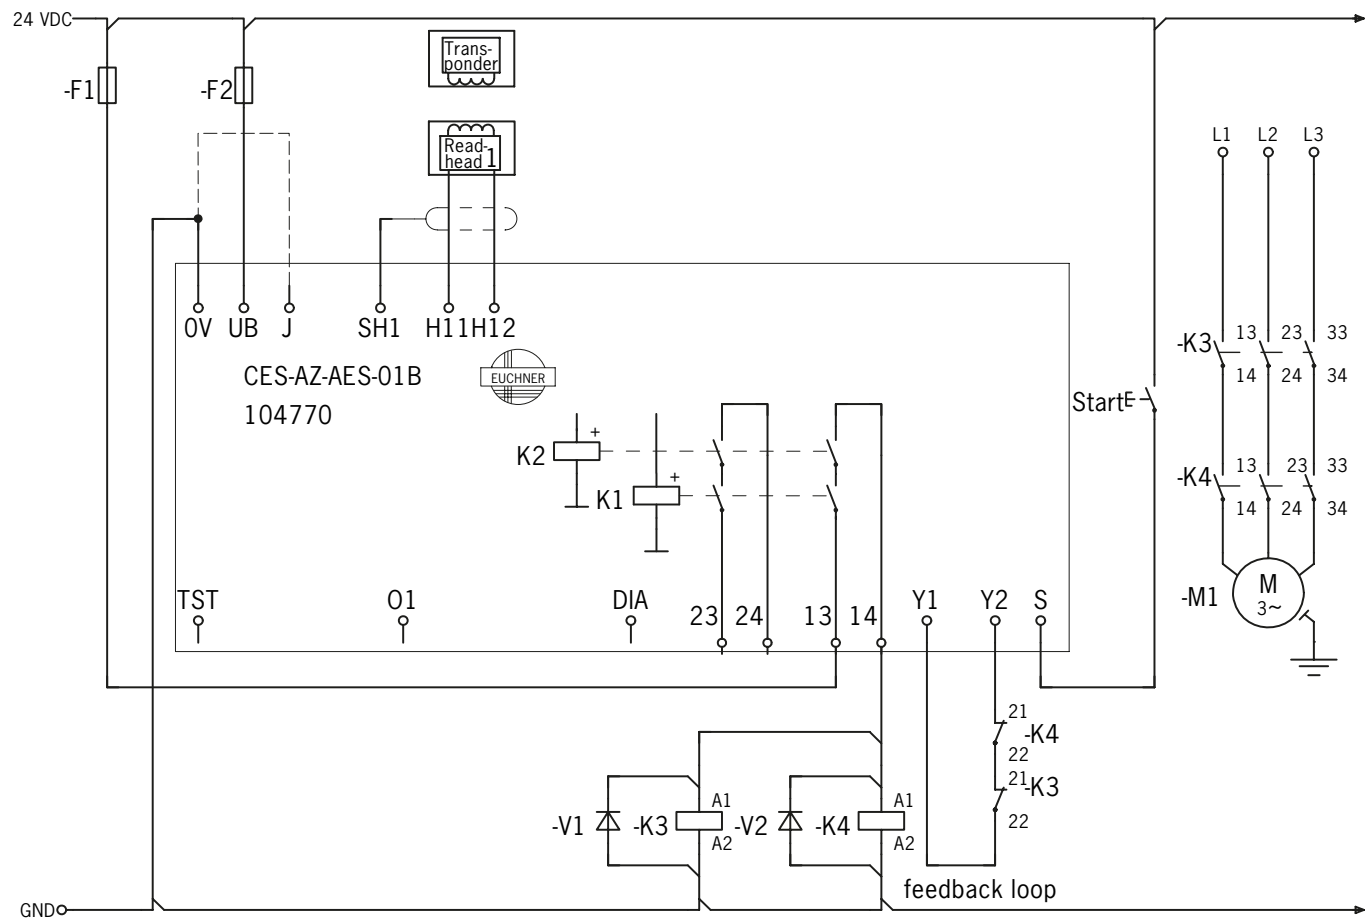 24 VDC
-F1
-F2
Trans-
ponder
Read-
head 1
L1 L2 L3
0V UB J SH1 H11 H12
CES-AZ-AES-01B
EUCHNER
104770
-K3 13 23 33
14 24 34
Start
K2 +
K1 +
-K4 13 23 33
14 24 34
-M1
M
3~
TST O1 DIA 23 24 13 14 Y1 Y2 S
21
-K4
22
21
-K3
22
-V1 -K3 A1
A2
-V2 -K4 A1
A2
feedback loop
GND